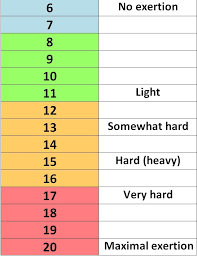 6 No exertion
7
8
9
10
11 Light
12
13 Somewhat hard
14
15 Hard (heavy)
16
17 Very hard
18
19
20 Maximal exertion